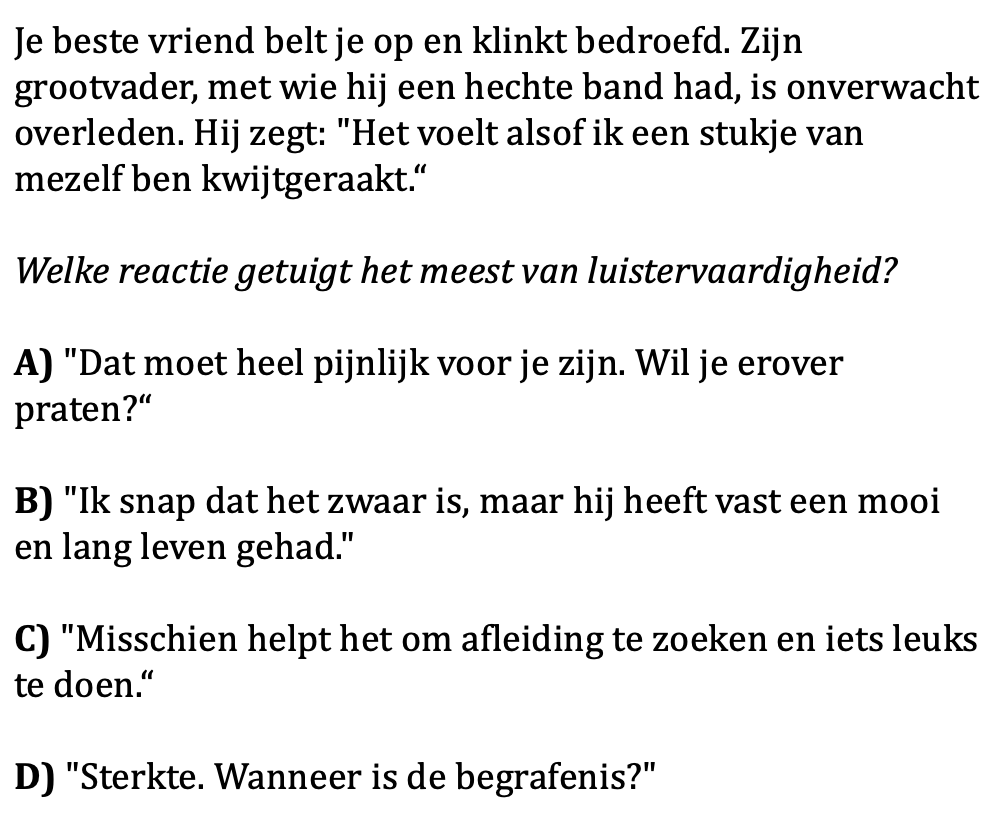 Je beste vriend belt je op en klinkt bedroefd. Zijn
grootvader, met wie hij een hechte band had, is onverwacht
overleden. Hij zegt: "Het voelt alsof ik een stukje van
mezelf ben kwijtgeraakt.“
Welke reactie getuigt het meest van luistervaardigheid?
A) "Dat moet heel pijnlijk voor je zijn. Wil je erover
praten?“
B) "Ik snap dat het zwaar is, maar hij heeft vast een mooi
en lang leven gehad."
C) "Misschien helpt het om afleiding te zoeken en iets leuks
te doen.“
D) "Sterkte. Wanneer is de begrafenis?"